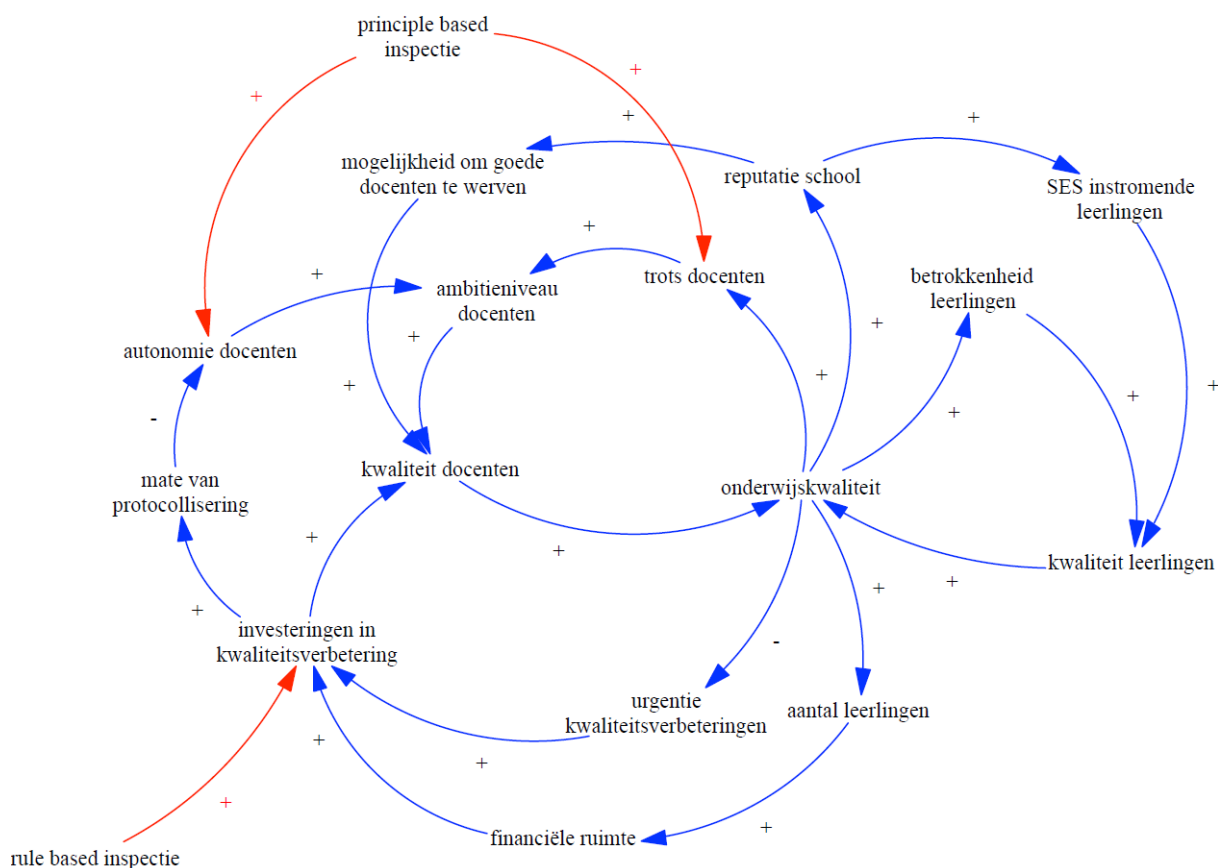 principle based
inspectie
+
+
+
+
mogelijkheid om goede
docenten te werven
reputatie school
SES instromende
leerlingen
+
+
ambitieniveau
docenten
trots docenten
betrokkenheid
leerlingen
autonomie docenten
+
+
+
+
+
+
-
+
mate van
protocollisering
kwaliteit docenten
onderwijskwaliteit
+
+
+
kwaliteit leerlingen
+
+
investeringen in
kwaliteitsverbetering
-
urgentie
kwaliteitsverbeteringen
aantal leerlingen
+
+
+
+
financiële ruimte
rule based inspectie